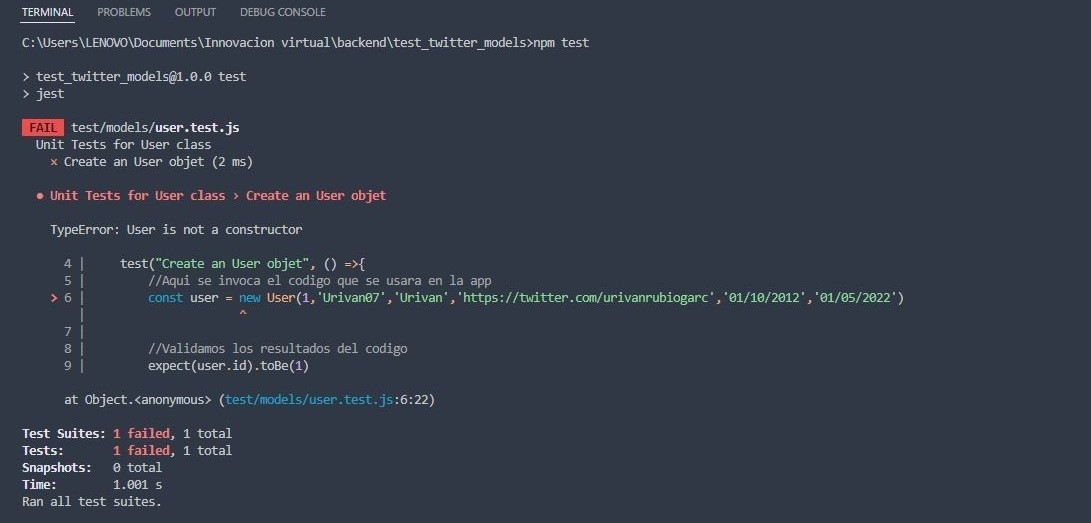 TERMINAL PROBLEMS OUTPUT DEBUG CONSOLE
C:\Users\LENOVO\Documents\Innovacion virtual\backend\test_twitter_models>npm test
> test_twitter_models@1.0.0 test
> jest
FAIL test/models/user.test.js
Unit Tests for User class
× Create an User objet (2 ms)
● Unit Tests for User class › Create an User objet
TypeError: User is not a constructor
4 | test("Create an User objet", () =>{
5 | //Aqui se invoca el codigo que se usara en la app
> 6 | const user = new User(1,'Urivan07','Urivan','https://twitter.com/urivanrubiogarc','01/10/2012','01/05/2022')
| ^
7 |
8 | //Validamos los resultados del codigo
9 | expect(user.id).toBe(1)
at Object.<anonymous> (test/models/user.test.js:6:22)
Test Suites: 1 failed, 1 total
Tests: 1 failed, 1 total
Snapshots: 0 total
Time: 1.001 s
Ran all test suites.